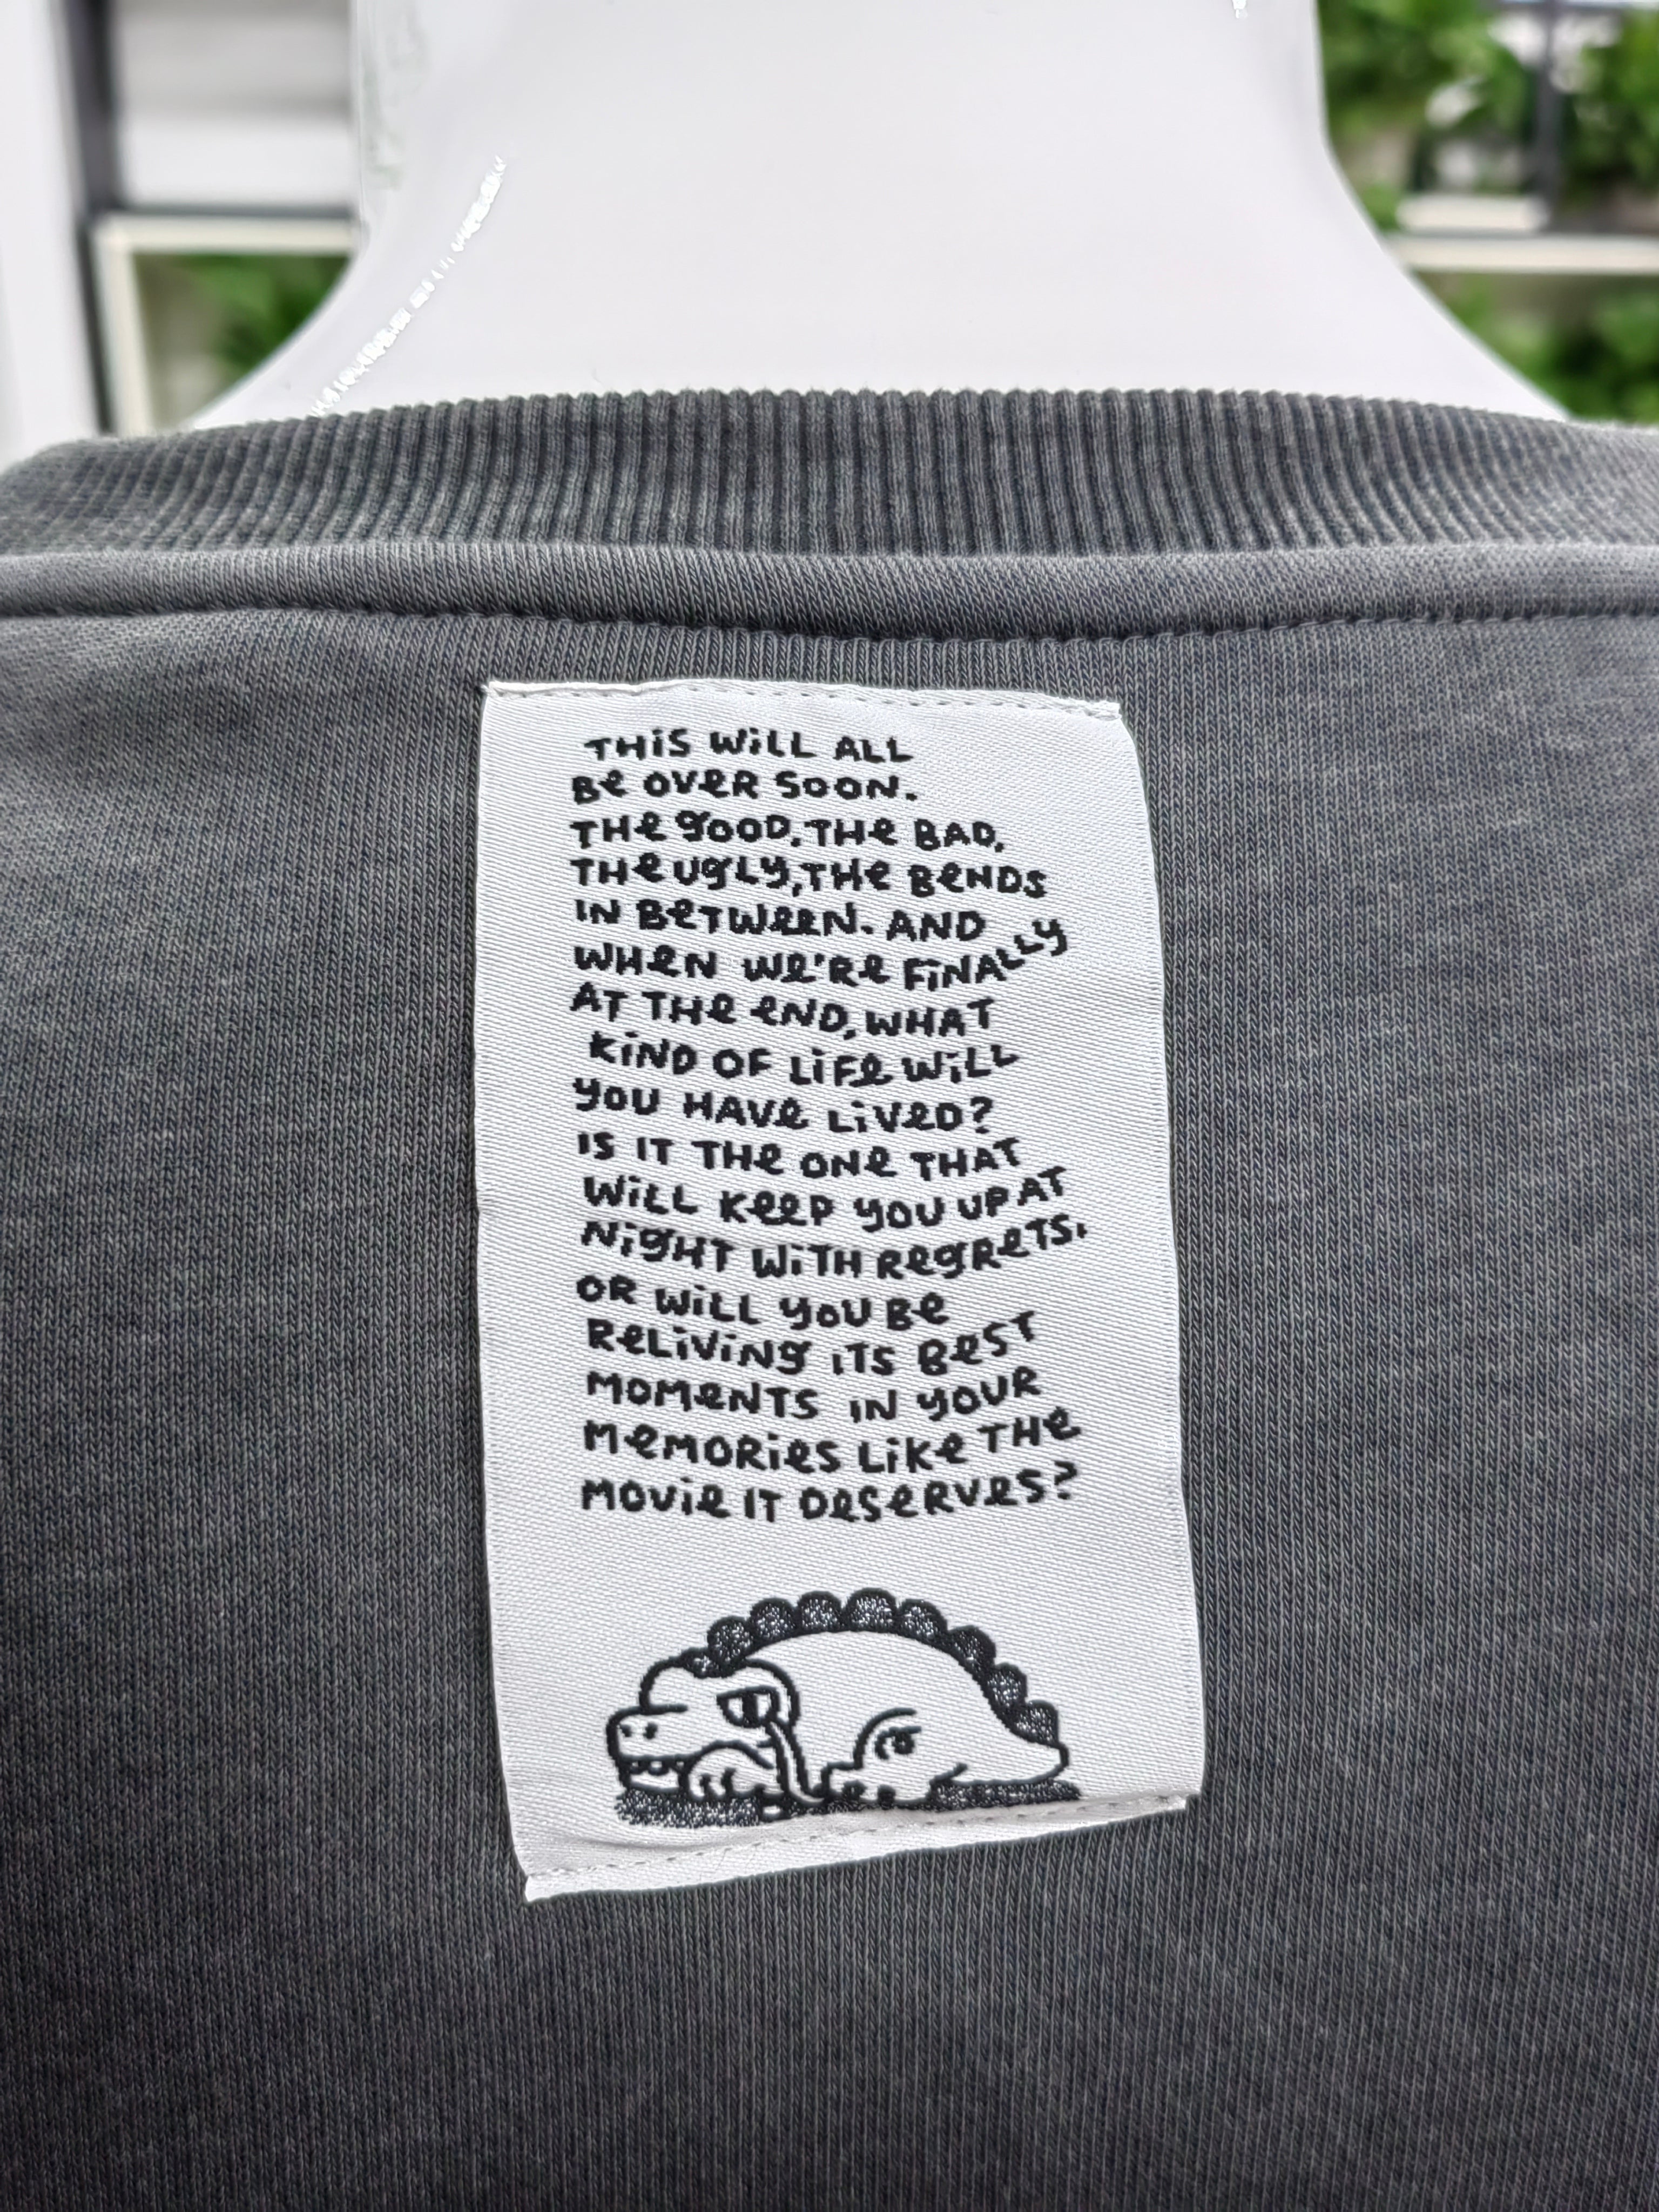 THIS WILL ALL
BE OVER SOON.
THE GOOD, THE BAD,
THE UGLY, THE BENDS
IN BETWEEN. AND
WHEN WE'RE FINALLY
AT THE END, WHAT
KIND OF LIFE WILL
YOU HAVE LIVED?
IS IT THE ONE THAT
WILL KEEP YOU UP AT
NIGHT WITH REGRETS,
OR WILL YOU BE
RELIVING ITS BEST
MOMENTS IN YOUR
MEMORIES LIKE THE
MOVIE IT DESERVES?